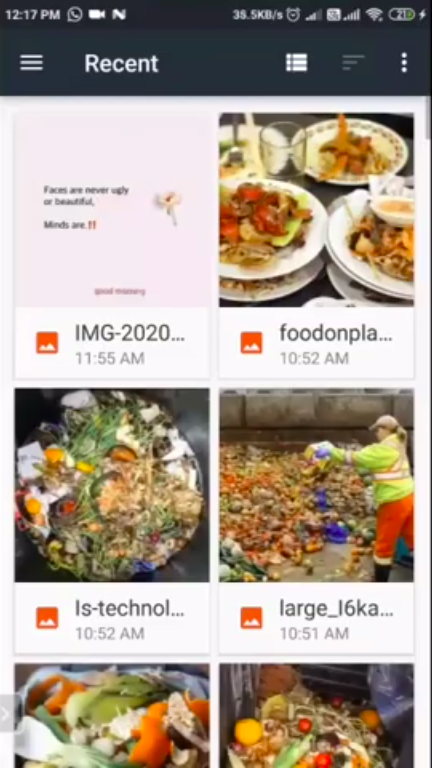 12:17 PM
38.5KB/s
21
Recent
Faces are never ugly
or beautiful,
Minds are.!!
good morning
IMG-2020...
11:55 AM
foodonpla...
10:52 AM
ls-technol...
10:52 AM
large_l6ka...
10:51 AM